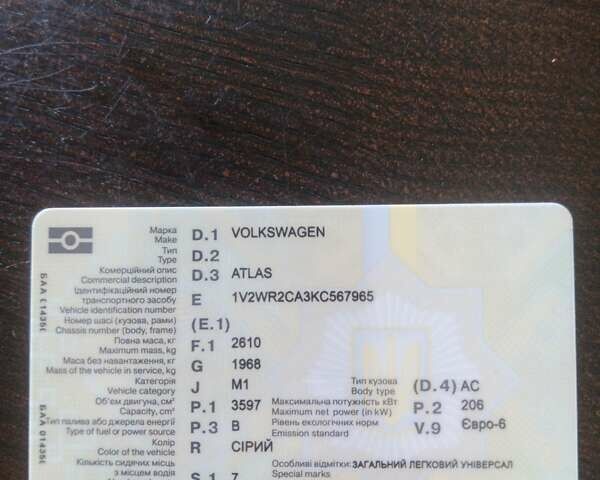 Марка D.1 VOLKSWAGEN
Make
Тип D.2
Type
Комерційний опис D.3 ATLAS
Commercial description
Ідентифікаційний номер E 1V2WR2CA3KC567965
транспортного засобу
Vehicle identification number
Номер шасі (кузова, рами) (E.1)
Chassis number (body, frame)
Повна маса, кг F.1 2610
Maximum mass, kg
Маса без навантаження, кг G 1968
Mass of the vehicle in service, kg
Категорія J M1 Тип кузова (D.4) AC
Vehicle category Body type
Об'єм двигуна, см³ P.1 3597 Максимальна потужність кВт P.2 206
Capacity, cm³ Maximum net power (in kW)
Тип палива або джерела енергії P.3 B Рівень екологічних норм V.9 Євро-6
Type of fuel or power source Emission standard
Колір R СІРИЙ
Color of the vehicle
Кількість сидячих місць S.1 7 Особливі відмітки: ЗАГАЛЬНИЙ ЛЕГКОВИЙ УНІВЕРСАЛ
з місцем водія Special marks